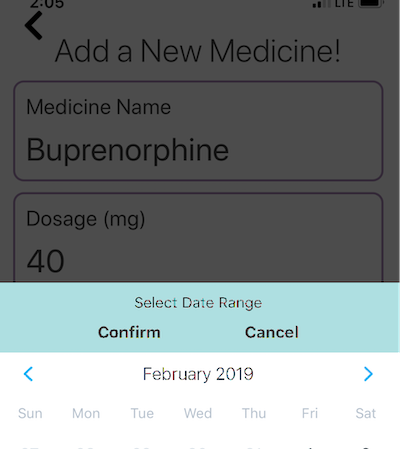 2:05
LTE
Add a New Medicine!
Medicine Name
Buprenorphine
Dosage (mg)
40
Select Date Range
Confirm Cancel
February 2019
Sun Mon Tue Wed Thu Fri Sat